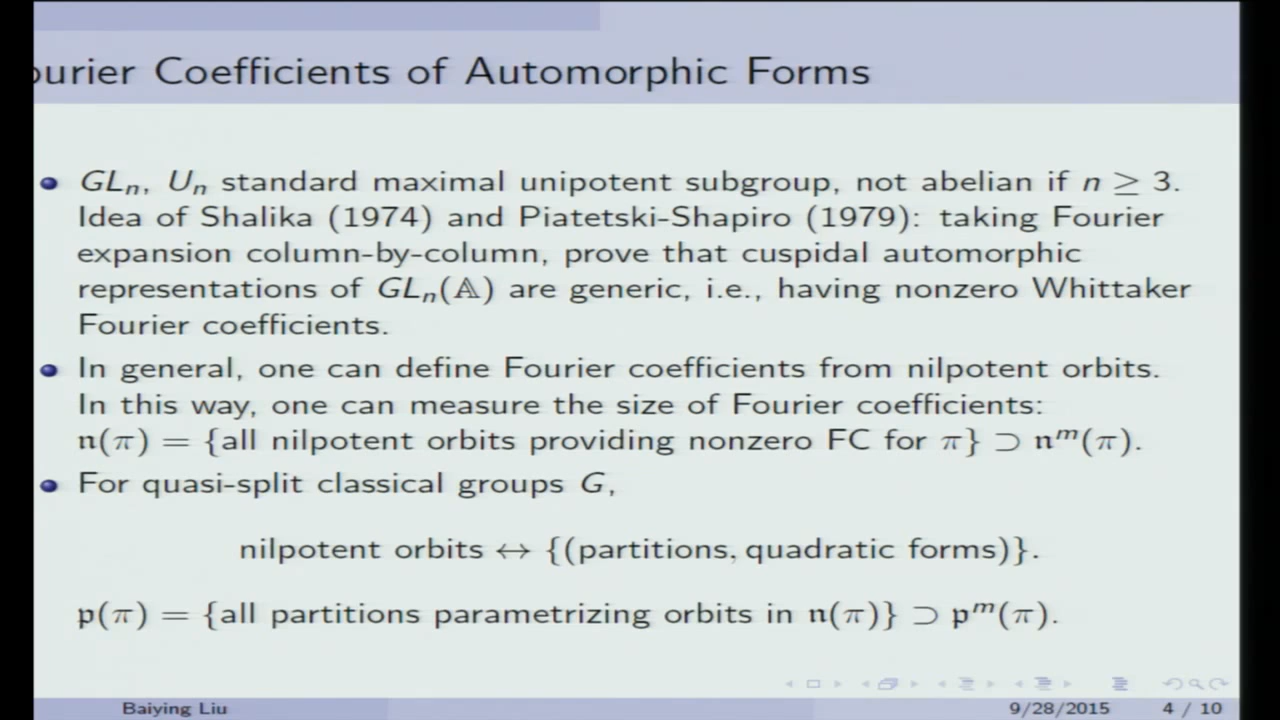 ourier Coefficients of Automorphic Forms
GLₙ, Uₙ standard maximal unipotent subgroup, not abelian if n ≥ 3.
Idea of Shalika (1974) and Piatetski-Shapiro (1979): taking Fourier
expansion column-by-column, prove that cuspidal automorphic
representations of GLₙ(𝔸) are generic, i.e., having nonzero Whittaker
Fourier coefficients.
In general, one can define Fourier coefficients from nilpotent orbits.
In this way, one can measure the size of Fourier coefficients:
𝔫(π) = {all nilpotent orbits providing nonzero FC for π} ⊃ 𝔫ᵐ(π).
For quasi-split classical groups G,
nilpotent orbits ↔ {(partitions, quadratic forms)}.
𝔭(π) = {all partitions parametrizing orbits in 𝔫(π)} ⊃ 𝔭ᵐ(π).
Baiying Liu 9/28/2015 4 / 10